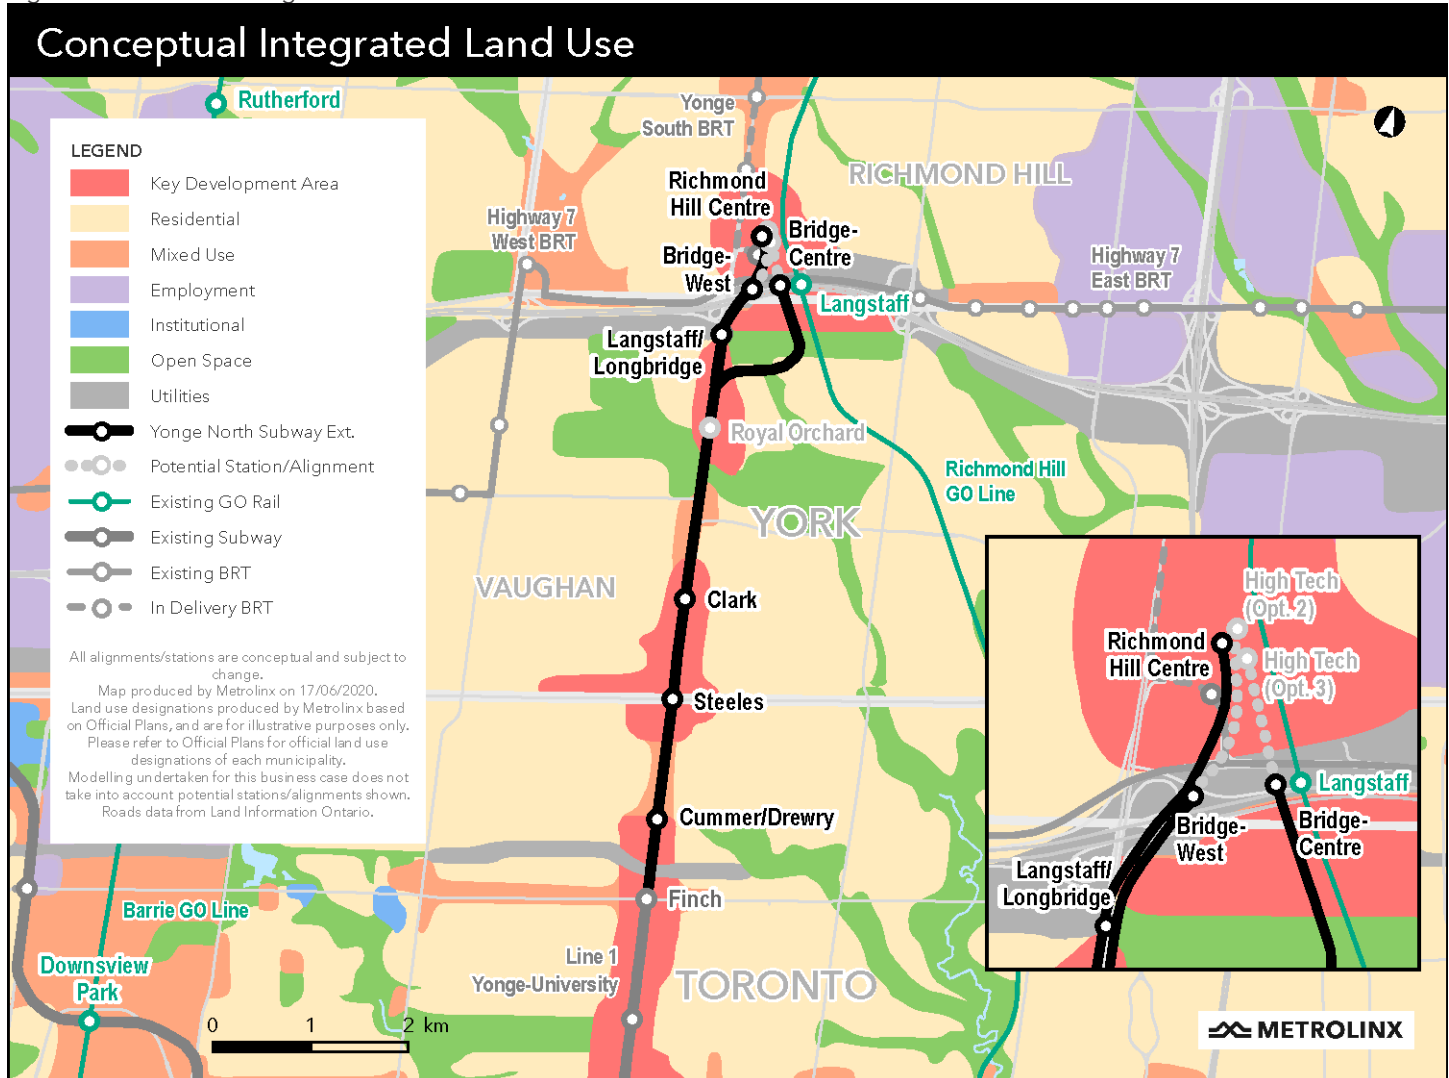 Conceptual Integrated Land Use
Rutherford
Yonge
South BRT
RICHMOND HILL
Richmond
Hill Centre
Highway 7
West BRT
Bridge-
Centre
Bridge-
West
Highway 7
East BRT
Langstaff
Langstaff/
Longbridge
Royal Orchard
Richmond Hill
GO Line
YORK
VAUGHAN
Clark
Steeles
Cummer/Drewry
Finch
Line 1
Yonge-University
TORONTO
Barrie GO Line
Downsview
Park
0 1 2 km
LEGEND
Key Development Area
Residential
Mixed Use
Employment
Institutional
Open Space
Utilities
Yonge North Subway Ext.
Potential Station/Alignment
Existing GO Rail
Existing Subway
Existing BRT
In Delivery BRT
All alignments/stations are conceptual and subject to
change.
Map produced by Metrolinx on 17/06/2020.
Land use designations produced by Metrolinx based
on Official Plans, and are for illustrative purposes only.
Please refer to Official Plans for official land use
designations of each municipality.
Modelling undertaken for this business case does not
take into account potential stations/alignments shown.
Roads data from Land Information Ontario.
High Tech
(Opt. 2)
Richmond
Hill Centre
High Tech
(Opt. 3)
Langstaff
Bridge-
West
Bridge-
Centre
Langstaff/
Longbridge
METROLINX